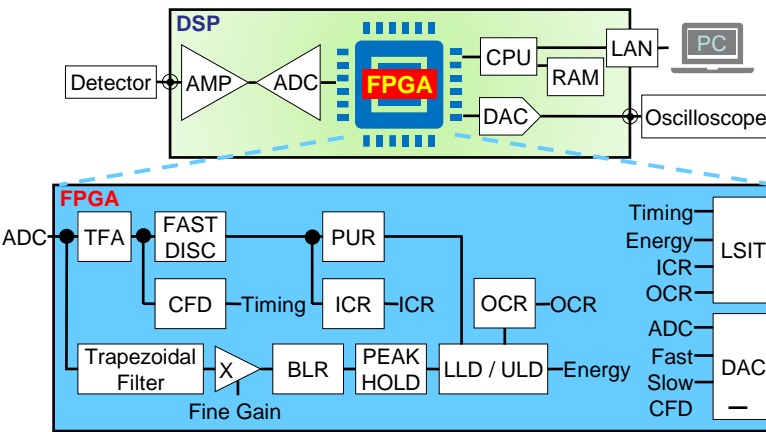 DSP
Detector
AMP
ADC
FPGA
CPU
RAM
LAN
PC
DAC
Oscilloscope
FPGA
ADC
TFA
FAST
DISC
PUR
CFD
Timing
ICR
ICR
OCR
OCR
Trapezoidal
Filter
X
Fine Gain
BLR
PEAK
HOLD
LLD / ULD
Energy
Timing
Energy
ICR
OCR
LSIT
ADC
Fast
Slow
CFD
DAC